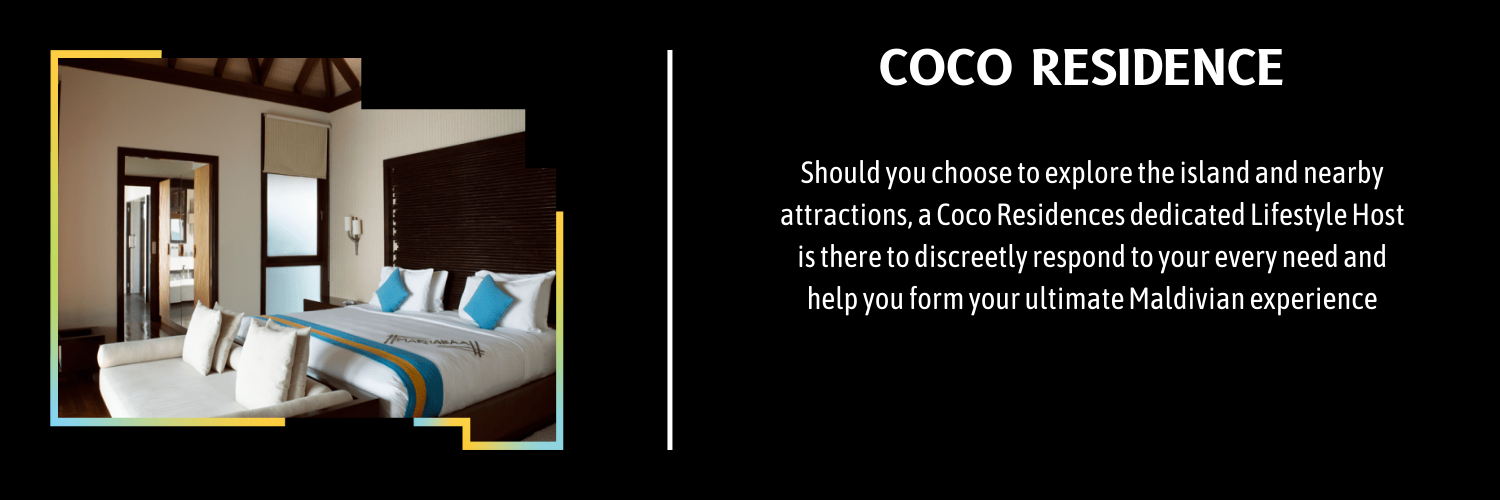 COCO RESIDENCE
Should you choose to explore the island and nearby
attractions, a Coco Residences dedicated Lifestyle Host
is there to discreetly respond to your every need and
help you form your ultimate Maldivian experience